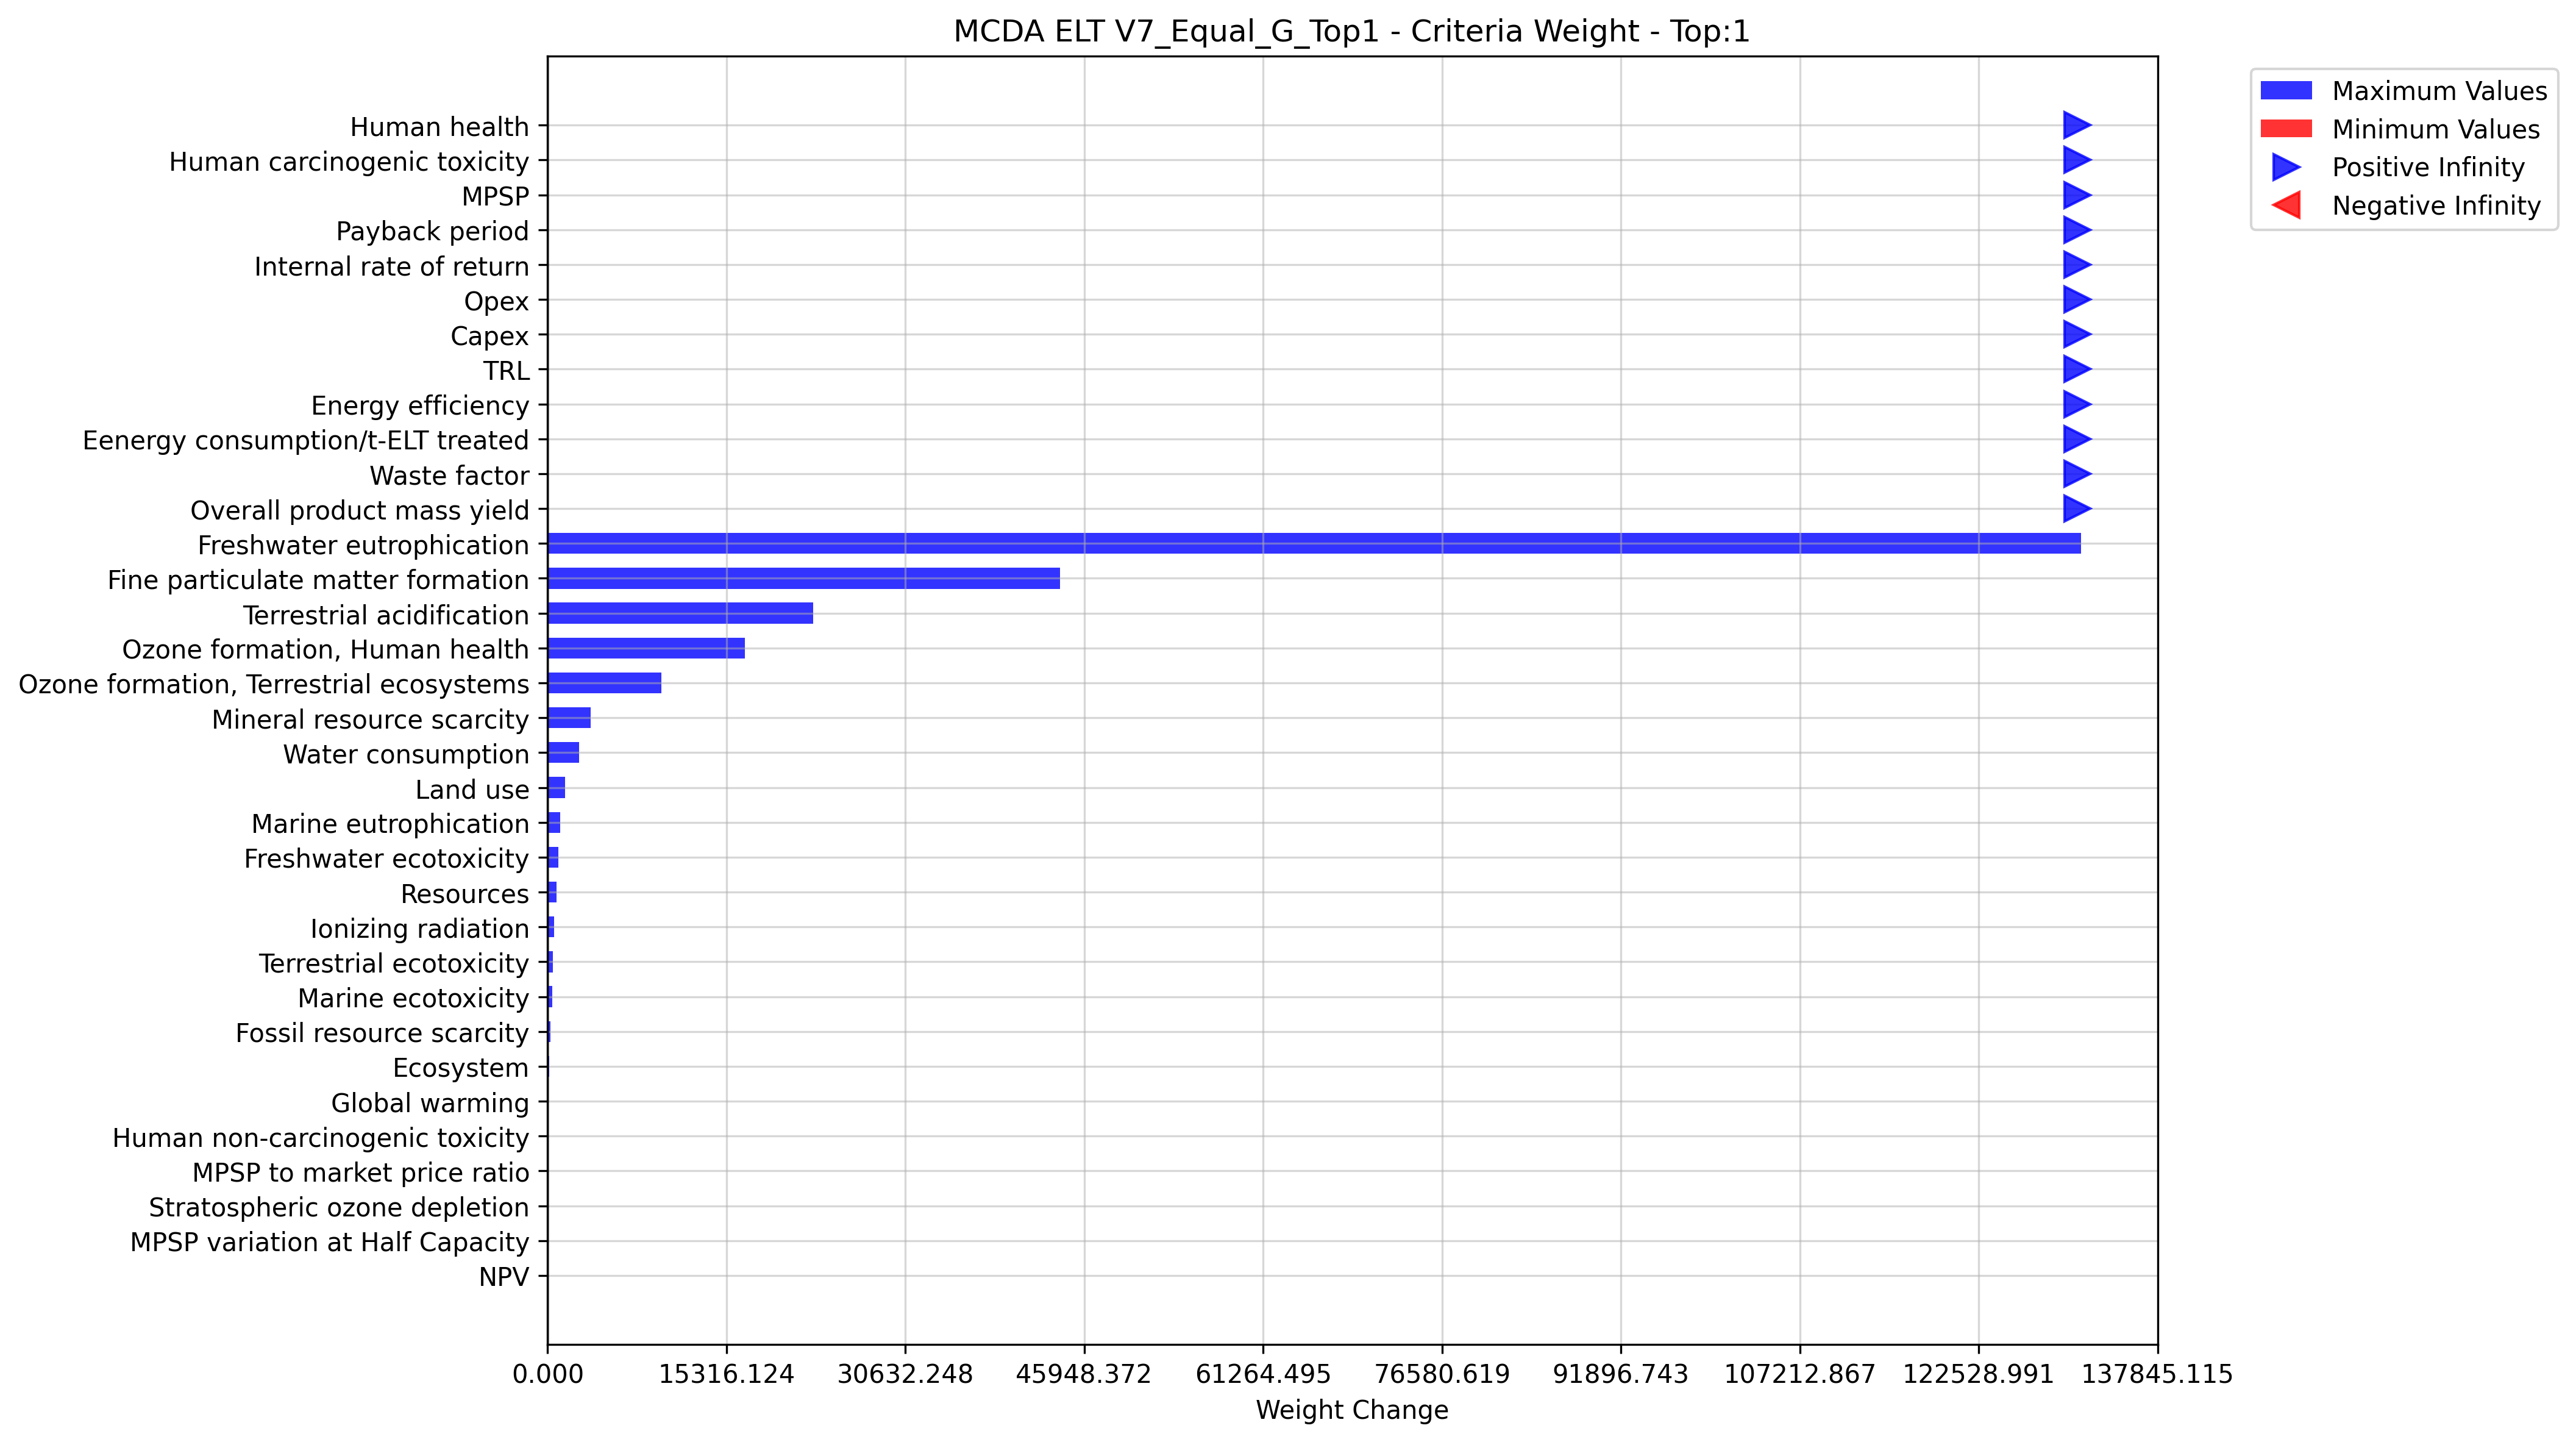 MCDA ELT V7_Equal_G_Top1 - Criteria Weight - Top:1
Maximum Values
Minimum Values
Positive Infinity
Negative Infinity
Human health
Human carcinogenic toxicity
MPSP
Payback period
Internal rate of return
Opex
Capex
TRL
Energy efficiency
Eenergy consumption/t-ELT treated
Waste factor
Overall product mass yield
Freshwater eutrophication
Fine particulate matter formation
Terrestrial acidification
Ozone formation, Human health
Ozone formation, Terrestrial ecosystems
Mineral resource scarcity
Water consumption
Land use
Marine eutrophication
Freshwater ecotoxicity
Resources
Ionizing radiation
Terrestrial ecotoxicity
Marine ecotoxicity
Fossil resource scarcity
Ecosystem
Global warming
Human non-carcinogenic toxicity
MPSP to market price ratio
Stratospheric ozone depletion
MPSP variation at Half Capacity
NPV
0.000 15316.124 30632.248 45948.372 61264.495 76580.619 91896.743 107212.867 122528.991 137845.115
Weight Change